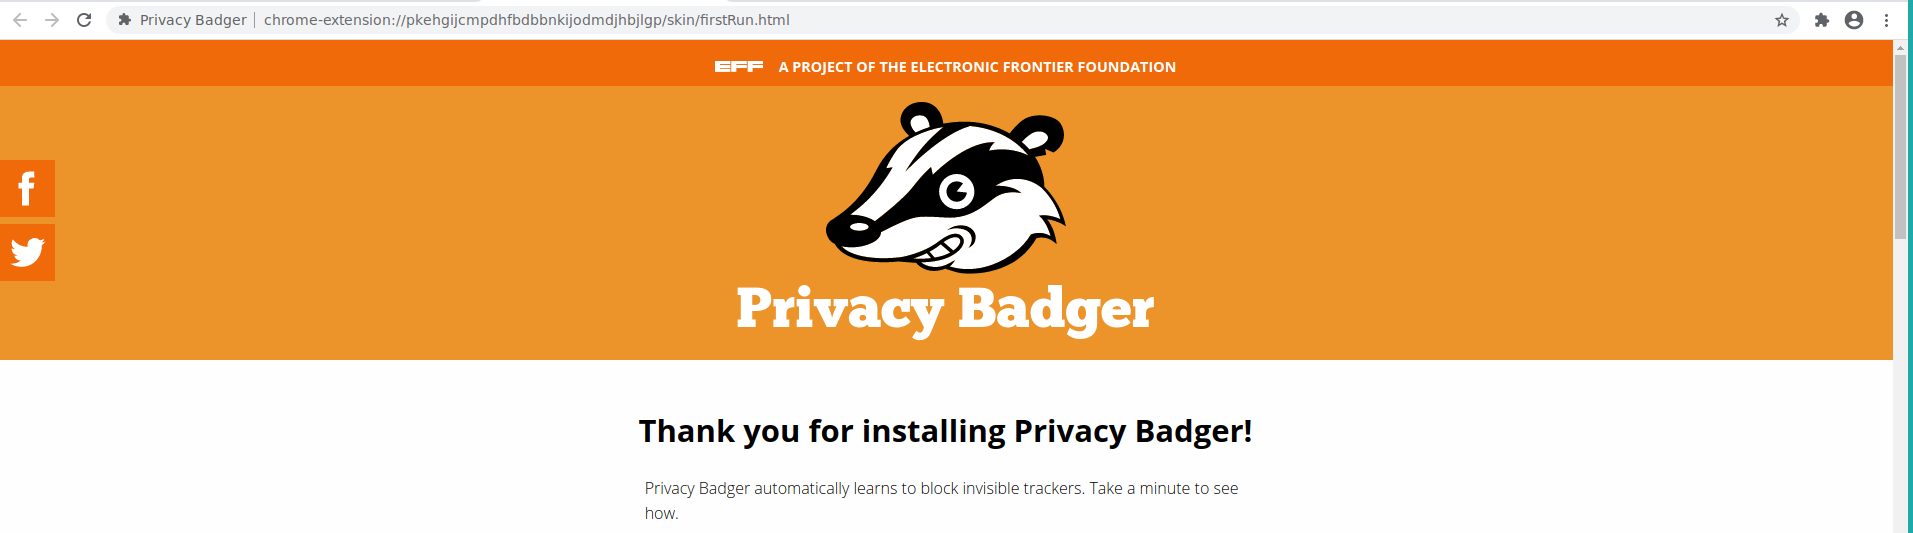 Privacy Badger | chrome-extension://pkehgijcmpdhfbdbbnkijodmdjhbjlgp/skin/firstRun.html
EFF A PROJECT OF THE ELECTRONIC FRONTIER FOUNDATION
Privacy Badger
Thank you for installing Privacy Badger!
Privacy Badger automatically learns to block invisible trackers. Take a minute to see
how.